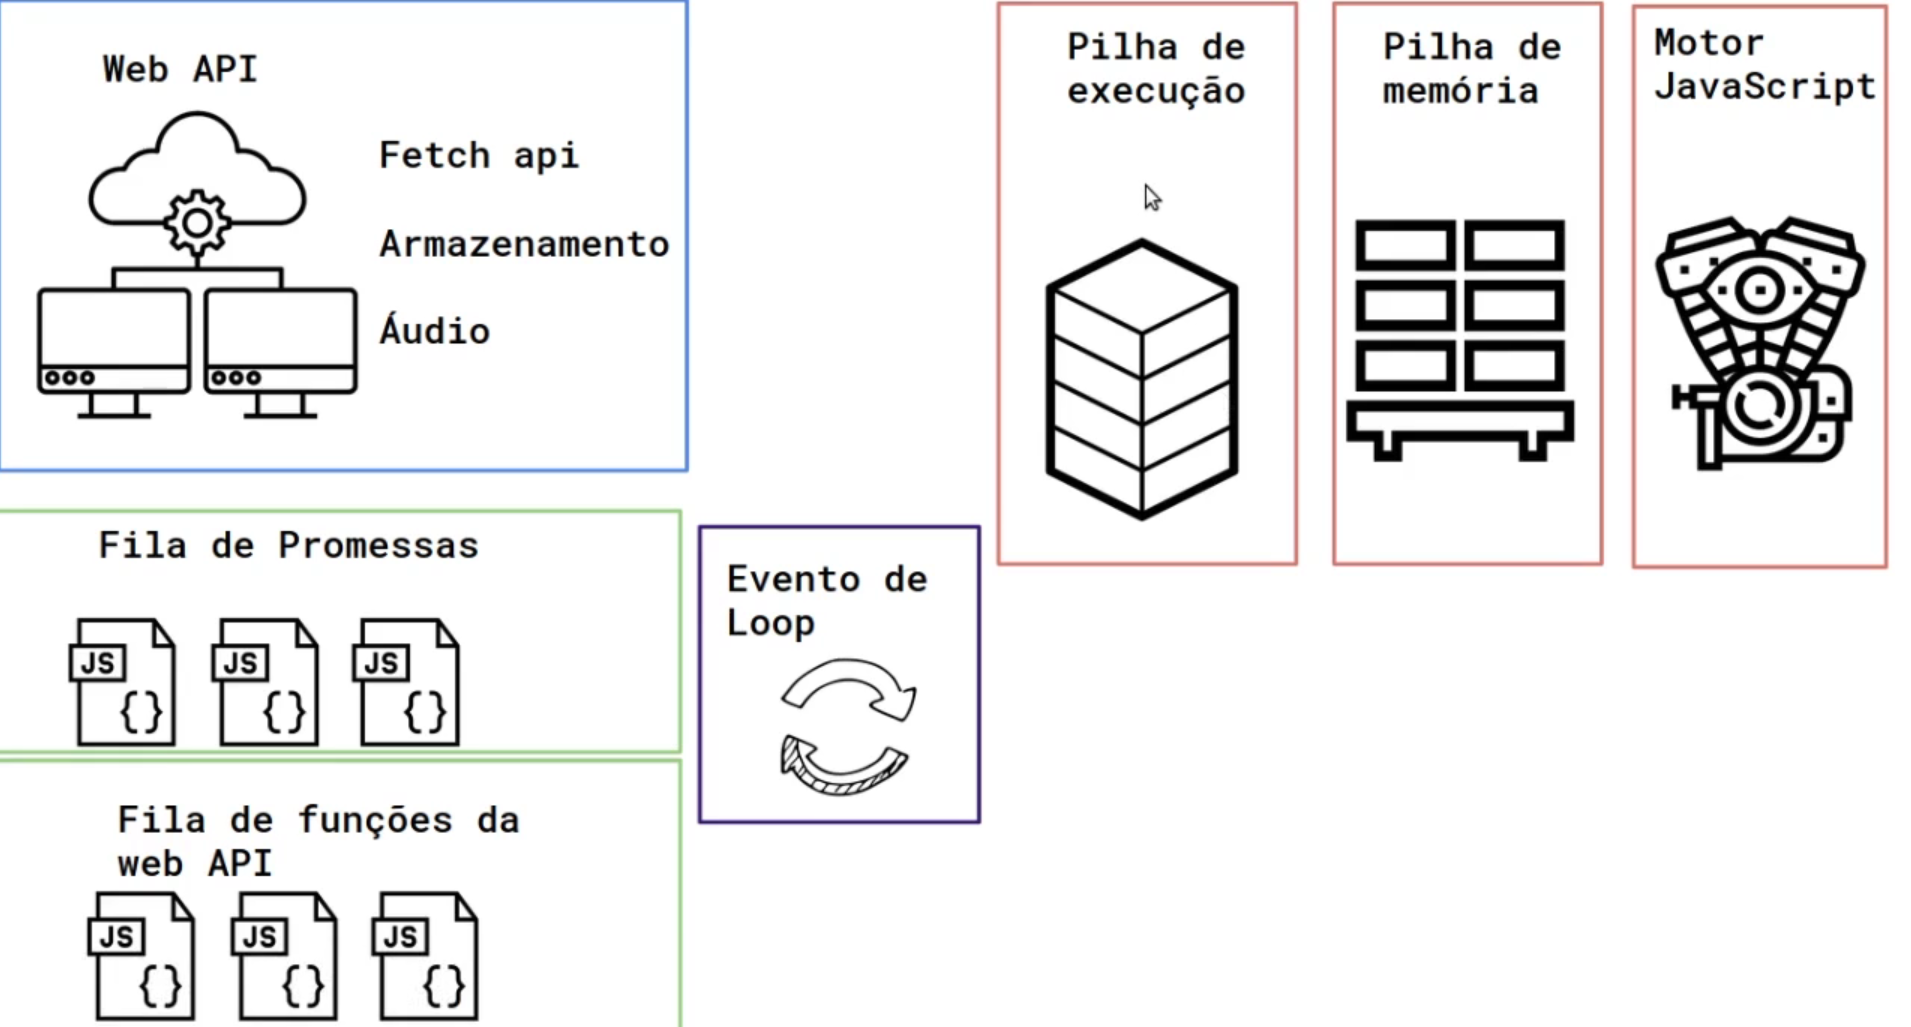 Web API
Fetch api
Armazenamento
Áudio
Pilha de
execução
Pilha de
memória
Motor
JavaScript
Fila de Promessas
JS
{}
JS
{}
JS
{}
Evento de
Loop
Fila de funções da
web API
JS
{}
JS
{}
JS
{}